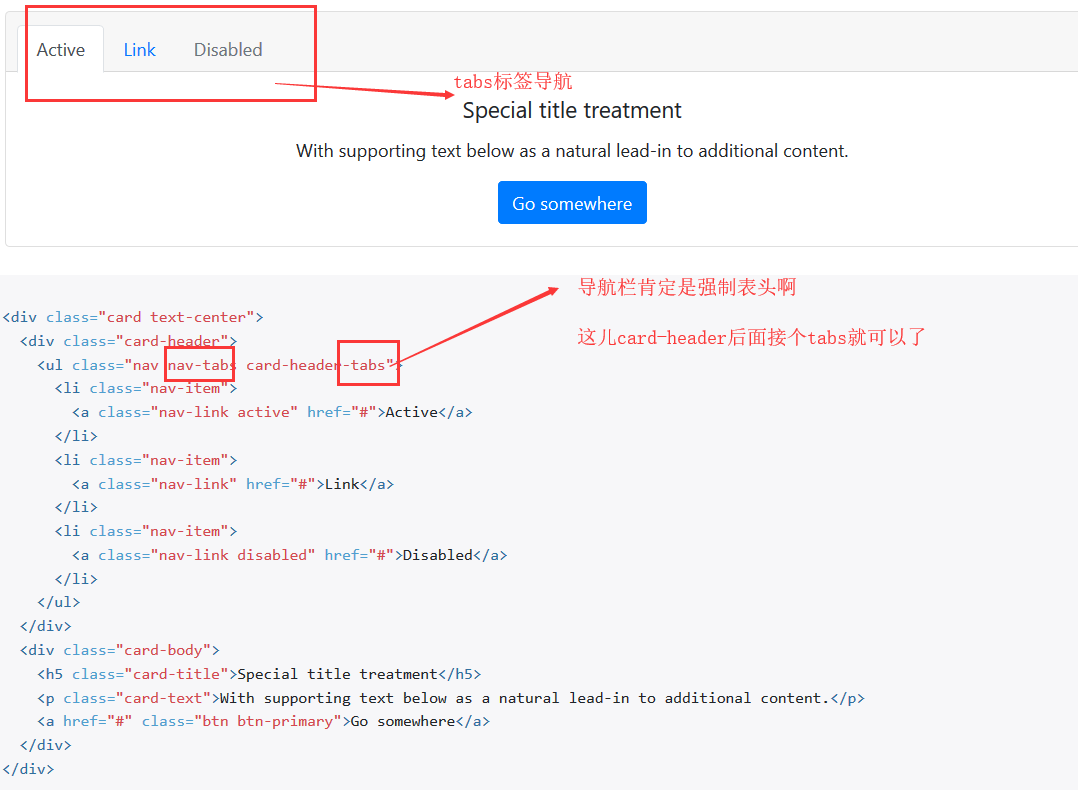 Active Link Disabled
tabs标签导航
Special title treatment
With supporting text below as a natural lead-in to additional content.
Go somewhere
导航栏肯定是强制表头啊
这儿card-header后面接个tabs就可以了
<div class="card text-center">
  <div class="card-header">
    <ul class="nav nav-tabs card-header-tabs">
      <li class="nav-item">
        <a class="nav-link active" href="#">Active</a>
      </li>
      <li class="nav-item">
        <a class="nav-link" href="#">Link</a>
      </li>
      <li class="nav-item">
        <a class="nav-link disabled" href="#">Disabled</a>
      </li>
    </ul>
  </div>
  <div class="card-body">
    <h5 class="card-title">Special title treatment</h5>
    <p class="card-text">With supporting text below as a natural lead-in to additional content.</p>
    <a href="#" class="btn btn-primary">Go somewhere</a>
  </div>
</div>